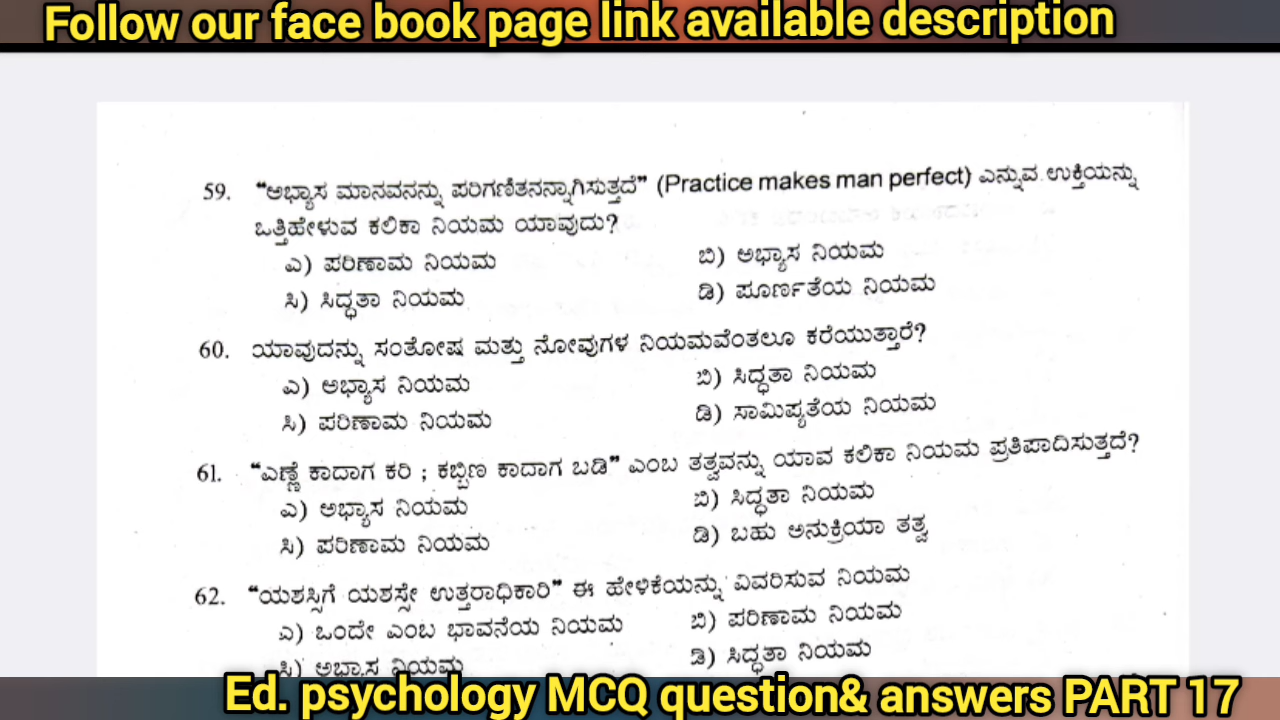 Follow our face book page link available description
59. "ಅಭ್ಯಾಸ ಮಾನವನನ್ನು ಪರಿಗಣಿತನನ್ನಾಗಿಸುತ್ತದೆ" (Practice makes man perfect) ಎನ್ನುವ ಉಕ್ತಿಯನ್ನು
ಒತ್ತಿಹೇಳುವ ಕಲಿಕಾ ನಿಯಮ ಯಾವುದು?
ಎ) ಪರಿಣಾಮ ನಿಯಮ ಬಿ) ಅಭ್ಯಾಸ ನಿಯಮ
ಸಿ) ಸಿದ್ಧತಾ ನಿಯಮ ಡಿ) ಪೂರ್ಣತೆಯ ನಿಯಮ
60. ಯಾವುದನ್ನು ಸಂತೋಷ ಮತ್ತು ನೋವುಗಳ ನಿಯಮವೆಂತಲೂ ಕರೆಯುತ್ತಾರೆ?
ಎ) ಅಭ್ಯಾಸ ನಿಯಮ ಬಿ) ಸಿದ್ಧತಾ ನಿಯಮ
ಸಿ) ಪರಿಣಾಮ ನಿಯಮ ಡಿ) ಸಾಮಿಪ್ಯತೆಯ ನಿಯಮ
61. "ಎಣ್ಣೆ ಕಾದಾಗ ಕರಿ ; ಕಬ್ಬಿಣ ಕಾದಾಗ ಬಡಿ" ಎಂಬ ತತ್ವವನ್ನು ಯಾವ ಕಲಿಕಾ ನಿಯಮ ಪ್ರತಿಪಾದಿಸುತ್ತದೆ?
ಎ) ಅಭ್ಯಾಸ ನಿಯಮ ಬಿ) ಸಿದ್ಧತಾ ನಿಯಮ
ಸಿ) ಪರಿಣಾಮ ನಿಯಮ ಡಿ) ಬಹು ಅನುಕ್ರಿಯಾ ತತ್ವ
62. "ಯಶಸ್ಸಿಗೆ ಯಶಸ್ಸೇ ಉತ್ತರಾಧಿಕಾರಿ" ಈ ಹೇಳಿಕೆಯನ್ನು ವಿವರಿಸುವ ನಿಯಮ
ಎ) ಒಂದೇ ಎಂಬ ಭಾವನೆಯ ನಿಯಮ ಬಿ) ಪರಿಣಾಮ ನಿಯಮ
ಸಿ) ಅಭ್ಯಾಸ ನಿಯಮ ಡಿ) ಸಿದ್ಧತಾ ನಿಯಮ
Ed. psychology MCQ question& answers PART 17